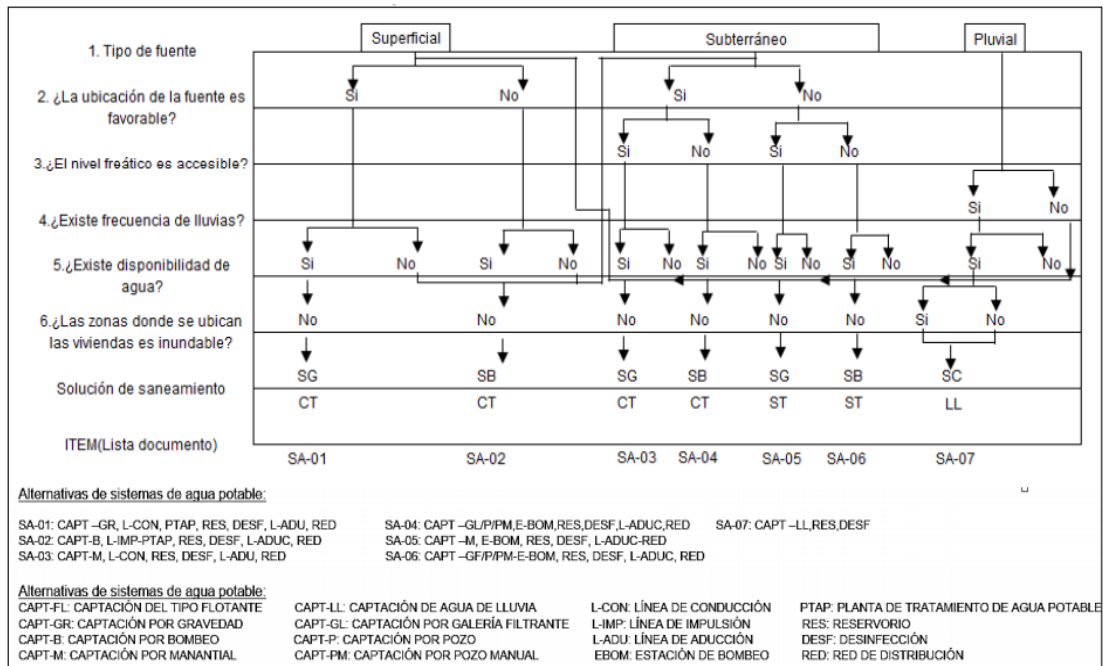 Superficial Subterráneo Pluvial
1. Tipo de fuente
2. ¿La ubicación de la fuente es favorable?
Si No Si No
3.¿El nivel freático es accesible?
Si No Si No
4.¿Existe frecuencia de lluvias?
Si No
5.¿Existe disponibilidad de agua?
Si No Si No Si No Si No Si No Si No Si No
6.¿Las zonas donde se ubican las viviendas es inundable?
No No No No No No Si No
Solución de saneamiento
SG SB SG SB SG SB SC
CT CT CT CT ST ST LL
ITEM(Lista documento)
SA-01 SA-02 SA-03 SA-04 SA-05 SA-06 SA-07
Alternativas de sistemas de agua potable:
SA-01: CAPT –GR, L-CON, PTAP, RES, DESF, L-ADU, RED
SA-02: CAPT-B, L-IMP-PTAP, RES, DESF, L-ADUC, RED
SA-03: CAPT-M, L-CON, RES, DESF, L-ADU, RED
SA-04: CAPT –GL/P/PM,E-BOM,RES,DESF,L-ADUC,RED
SA-05: CAPT –M, E-BOM, RES, DESF, L-ADUC-RED
SA-06: CAPT –GF/P/PM-E-BOM, RES, DESF, L-ADUC, RED
SA-07: CAPT –LL,RES,DESF
Alternativas de sistemas de agua potable:
CAPT-FL: CAPTACIÓN DEL TIPO FLOTANTE
CAPT-GR: CAPTACIÓN POR GRAVEDAD
CAPT-B: CAPTACIÓN POR BOMBEO
CAPT-M: CAPTACIÓN POR MANANTIAL
CAPT-LL: CAPTACIÓN DE AGUA DE LLUVIA
CAPT-GL: CAPTACIÓN POR GALERÍA FILTRANTE
CAPT-P: CAPTACIÓN POR POZO
CAPT-PM: CAPTACIÓN POR POZO MANUAL
L-CON: LÍNEA DE CONDUCCIÓN
L-IMP: LÍNEA DE IMPULSIÓN
L-ADU: LÍNEA DE ADUCCIÓN
EBOM: ESTACIÓN DE BOMBEO
PTAP: PLANTA DE TRATAMIENTO DE AGUA POTABLE
RES: RESERVORIO
DESF: DESINFECCIÓN
RED: RED DE DISTRIBUCIÓN